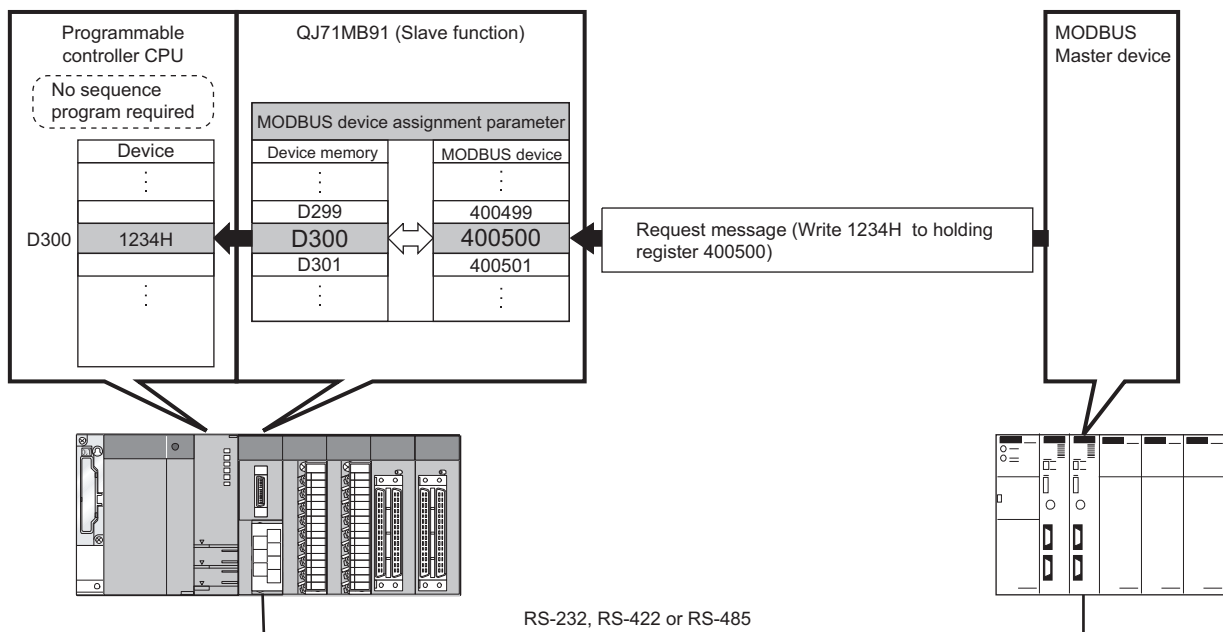 Programmable
controller CPU
No sequence
program required
Device
⋮
D300
1234H
⋮
QJ71MB91 (Slave function)
MODBUS device assignment parameter
Device memory
MODBUS device
⋮
⋮
D299
400499
D300
400500
D301
400501
⋮
⋮
Request message (Write 1234H to holding
register 400500)
MODBUS
Master device
RS-232, RS-422 or RS-485